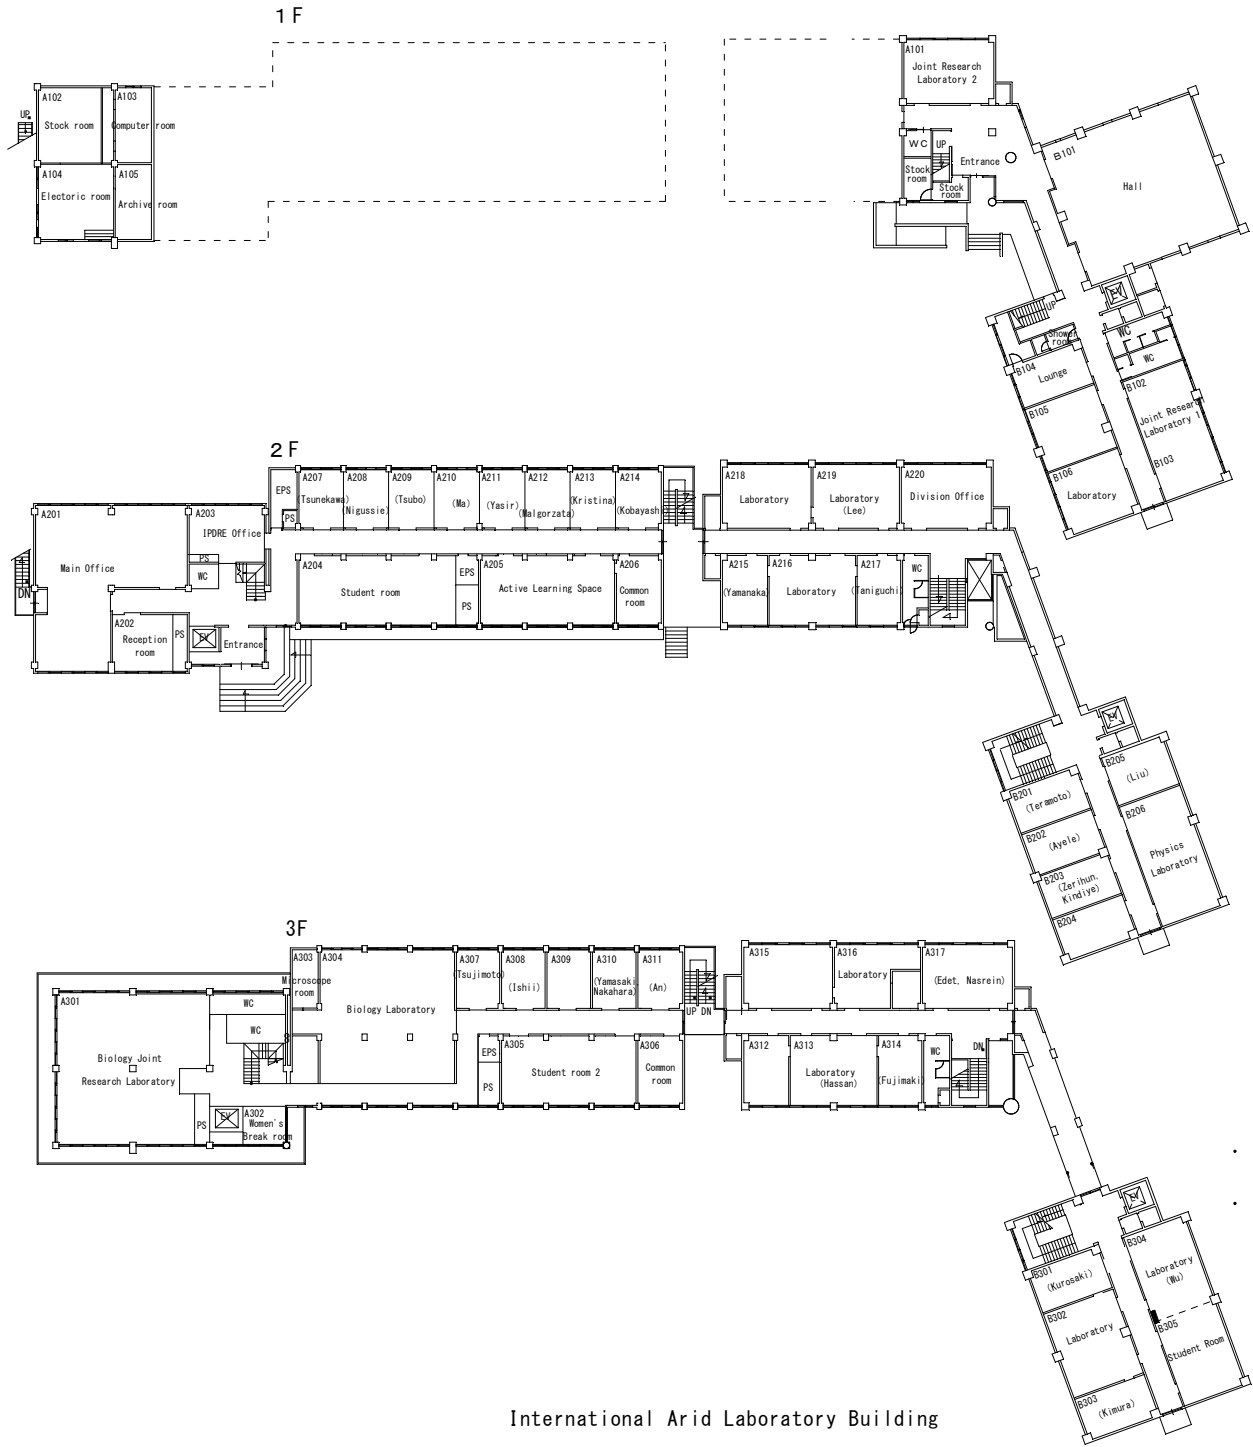 1F
A101
Joint Research
Laboratory 2
A102
Stock room
A103
Computer room
UP
A104
Electoric room
A105
Archive room
WC
UP
Stock
room
Stock
room
Entrance
B101
Hall
EV
UP
Shower
room
WC
WC
B104
Lounge
B105
B106
Laboratory
B102
Joint Research
Laboratory 1
B103
2F
A201
Main Office
DN
A203
IPDRE Office
PS
WC
A202
Reception
room
PS
EV
Entrance
EPS
PS
A207
(Tsunekawa)
A208
(Nigussie)
A209
(Tsubo)
A210
(Ma)
A211
(Yasir)
A212
(Malgorzata)
A213
(Kristina)
A214
(Kobayashi)
A204
Student room
EPS
PS
A205
Active Learning Space
A206
Common
room
A218
Laboratory
A219
Laboratory
(Lee)
A220
Division Office
A215
(Yamanaka)
A216
Laboratory
A217
(Taniguchi)
WC
EV
B205
(Liu)
B201
(Teramoto)
B202
(Ayele)
B203
(Zerihun,
Kindiye)
B204
B206
Physics
Laboratory
3F
A301
Biology Joint
Research Laboratory
WC
WC
PS
EV
A302
Women's
Break room
A303
Microscope
room
A304
Biology Laboratory
A307
(Tsujimoto)
A308
(Ishii)
A309
A310
(Yamasaki,
Nakahara)
A311
(An)
UP DN
EPS
PS
A305
Student room 2
A306
Common
room
A315
A316
Laboratory
A317
(Edet, Nasrein)
A312
A313
Laboratory
(Hassan)
A314
(Fujimaki)
WC
DN
EV
B304
Laboratory
(Wu)
B301
(Kurosaki)
B302
Laboratory
B303
(Kimura)
B305
Student Room
International Arid Laboratory Building